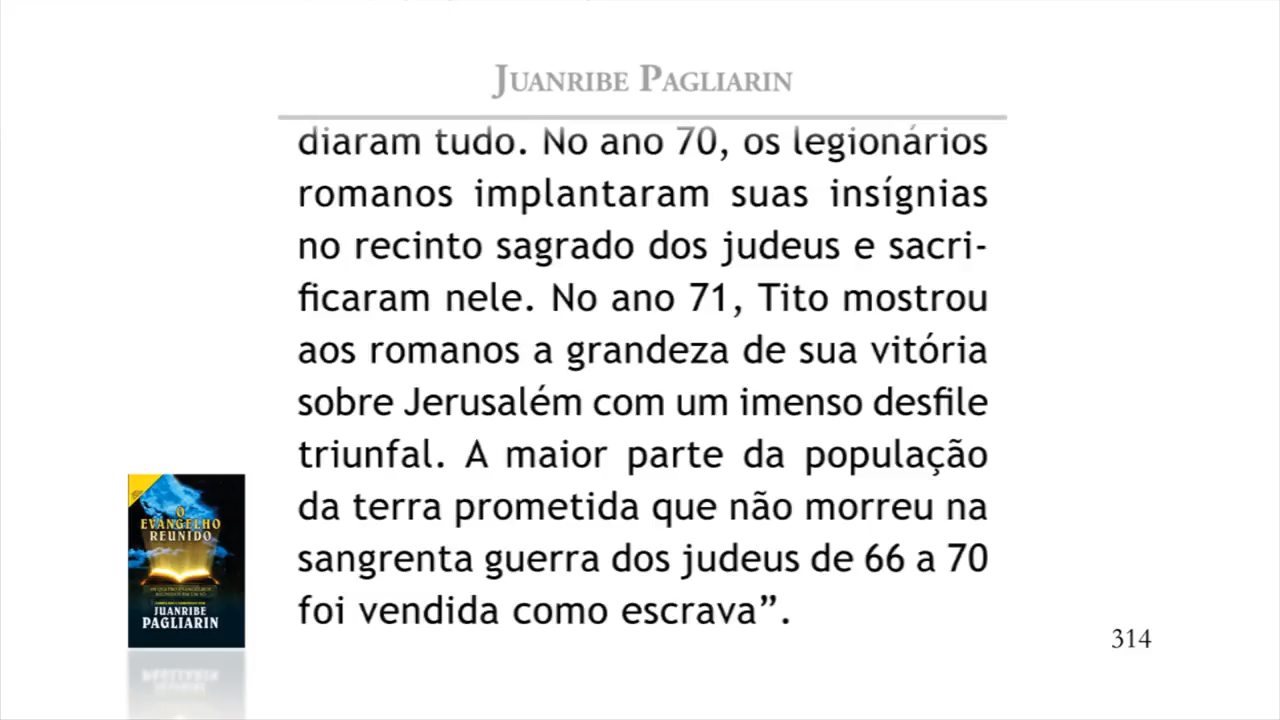 JUANRIBE PAGLIARIN
diaram tudo. No ano 70, os legionários
romanos implantaram suas insígnias
no recinto sagrado dos judeus e sacri-
ficaram nele. No ano 71, Tito mostrou
aos romanos a grandeza de sua vitória
sobre Jerusalém com um imenso desfile
triunfal. A maior parte da população
da terra prometida que não morreu na
sangrenta guerra dos judeus de 66 a 70
foi vendida como escrava”.
O
EVANGELHO
REUNIDO
JUANRIBE
PAGLIARIN
314